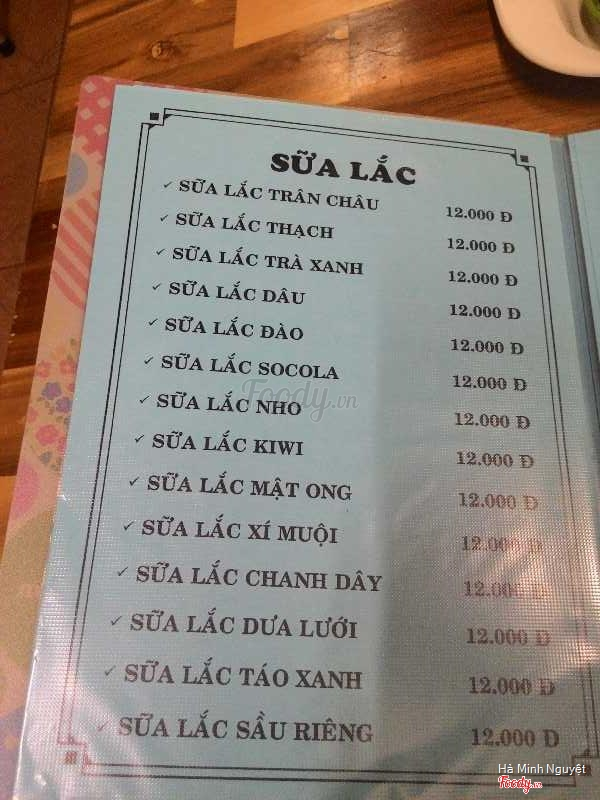 SỮA LẮC
✓ SỮA LẮC TRÂN CHÂU 12.000 Đ
✓ SỮA LẮC THẠCH 12.000 Đ
✓ SỮA LẮC TRÀ XANH 12.000 Đ
✓ SỮA LẮC DÂU 12.000 Đ
✓ SỮA LẮC ĐÀO 12.000 Đ
✓ SỮA LẮC SOCOLA 12.000 Đ
✓ SỮA LẮC NHO 12.000 Đ
✓ SỮA LẮC KIWI 12.000 Đ
✓ SỮA LẮC MẬT ONG 12.000 Đ
✓ SỮA LẮC XÍ MUỘI 12.000 Đ
✓ SỮA LẮC CHANH DÂY 12.000 Đ
✓ SỮA LẮC DƯA LƯỚI 12.000 Đ
✓ SỮA LẮC TÁO XANH 12.000 Đ
✓ SỮA LẮC SẦU RIÊNG 12.000 Đ
Foody.vn
Hà Minh Nguyệt
Foody.vn